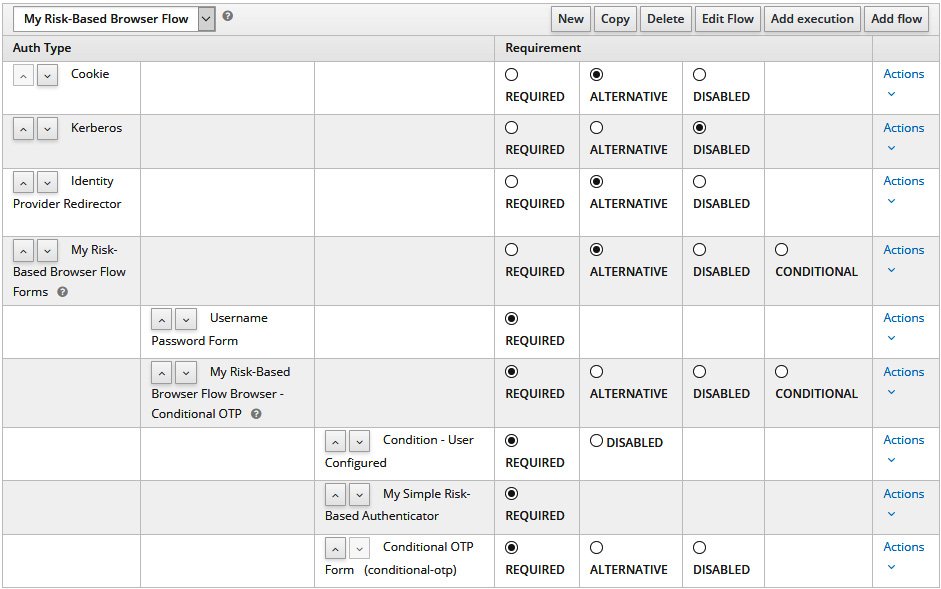 My Risk-Based Browser Flow ? New Copy Delete Edit Flow Add execution Add flow
Auth Type Requirement
Cookie Actions
REQUIRED ALTERNATIVE DISABLED
Kerberos Actions
REQUIRED ALTERNATIVE DISABLED
Identity Actions
Provider Redirector REQUIRED ALTERNATIVE DISABLED
My Risk- Actions
Based Browser Flow REQUIRED ALTERNATIVE DISABLED CONDITIONAL
Forms ?
Username Actions
Password Form REQUIRED
My Risk-Based Actions
Browser Flow Browser - REQUIRED ALTERNATIVE DISABLED CONDITIONAL
Conditional OTP ?
Condition - User DISABLED Actions
Configured REQUIRED
My Simple Risk- Actions
Based Authenticator REQUIRED
Conditional OTP Actions
Form (conditional-otp) REQUIRED ALTERNATIVE DISABLED